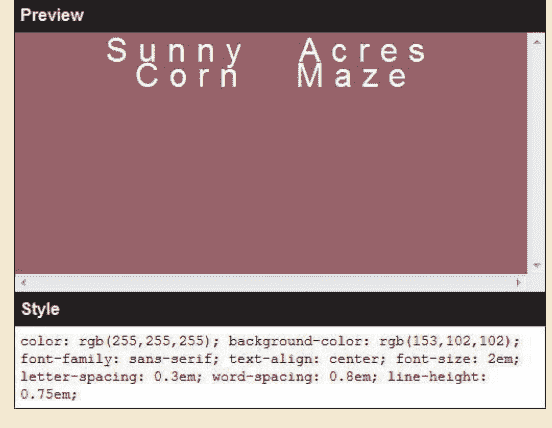 Preview
Sunny Acres
Corn Maze
Style
color: rgb(255,255,255); background-color: rgb(153,102,102);
font-family: sans-serif; text-align: center; font-size: 2em;
letter-spacing: 0.3em; word-spacing: 0.8em; line-height:
0.75em;